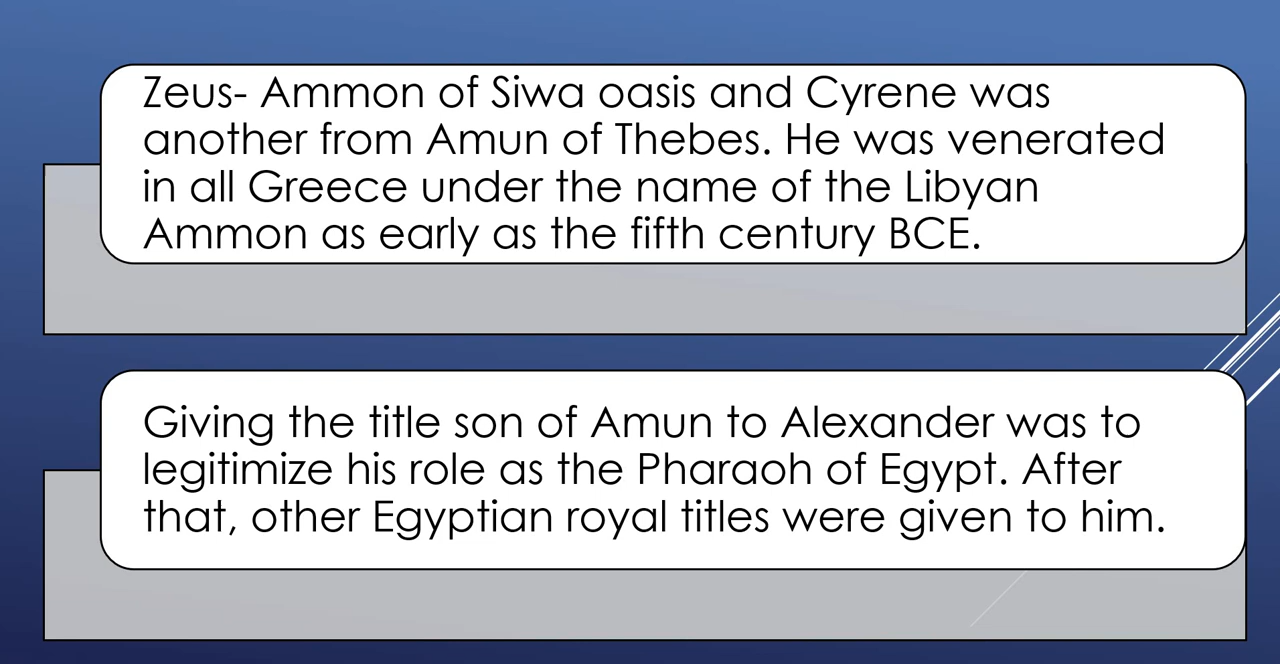 Zeus- Ammon of Siwa oasis and Cyrene was
another from Amun of Thebes. He was venerated
in all Greece under the name of the Libyan
Ammon as early as the fifth century BCE.
Giving the title son of Amun to Alexander was to
legitimize his role as the Pharaoh of Egypt. After
that, other Egyptian royal titles were given to him.